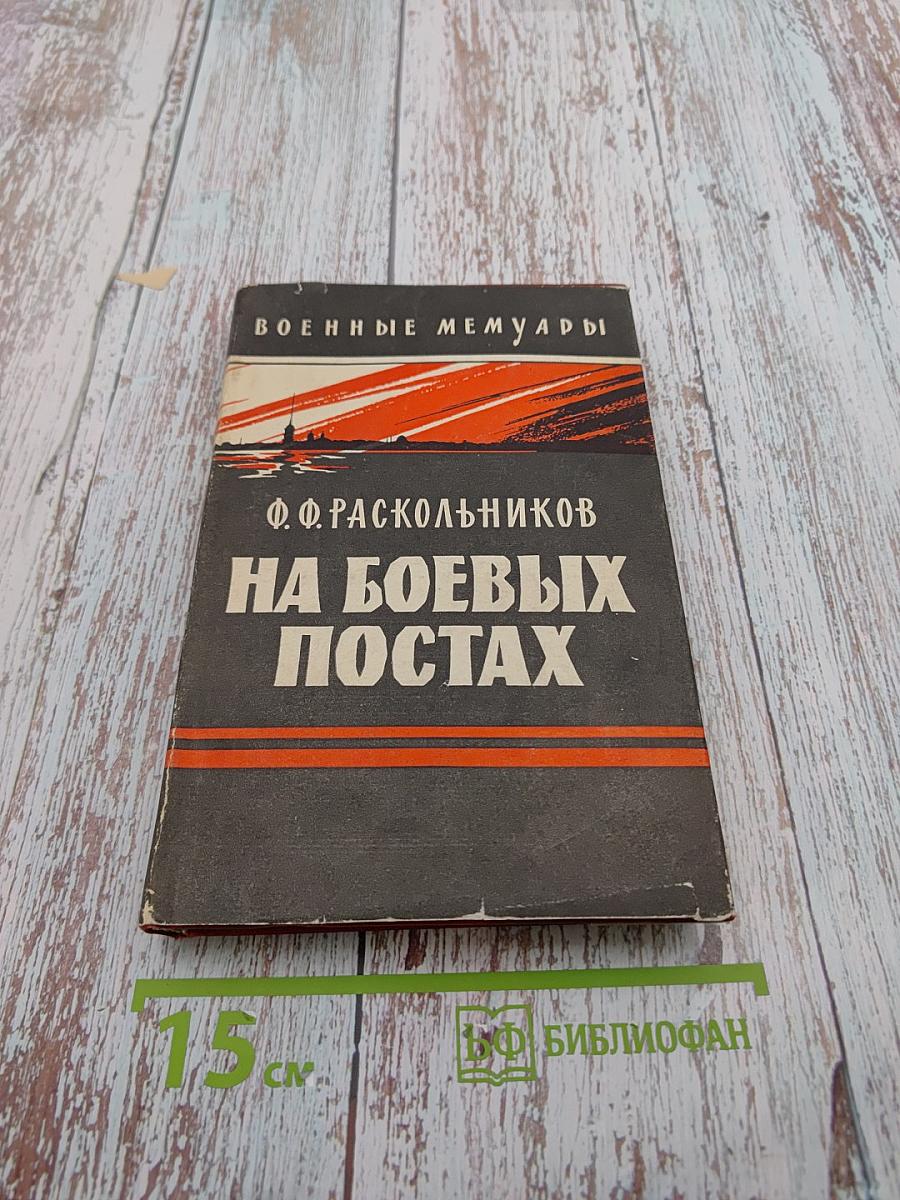 ВОЕННЫЕ МЕМУАРЫ
Ф. Ф. РАСКОЛЬНИКОВ
НА БОЕВЫХ
ПОСТАХ
15 см
БФ БИБЛИОФАН